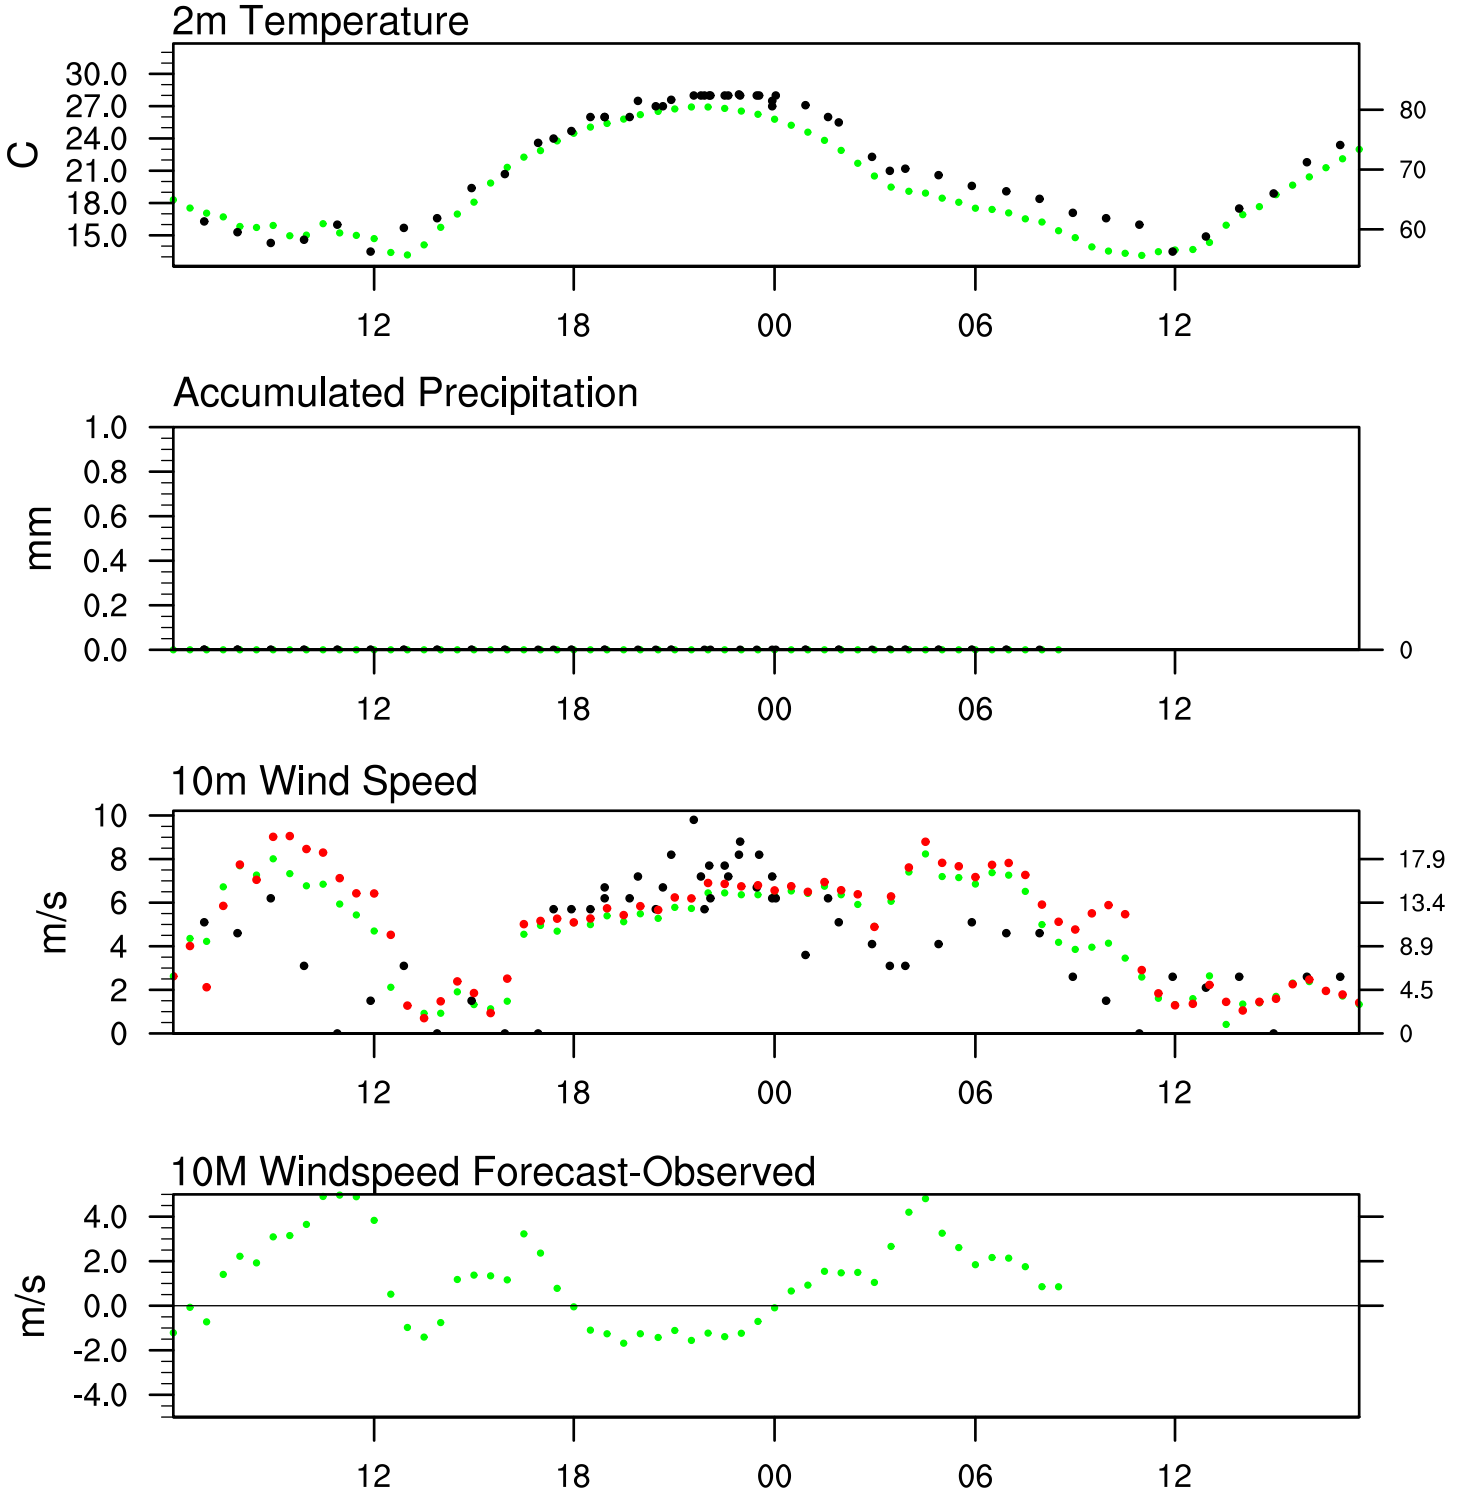 2m Temperature
30.0
27.0
24.0
21.0
18.0
15.0
C
80
70
60
12 18 00 06 12
Accumulated Precipitation
1.0
0.8
0.6
0.4
0.2
0.0
mm
0
12 18 00 06 12
10m Wind Speed
10
8
6
4
2
0
m/s
17.9
13.4
8.9
4.5
0
12 18 00 06 12
10M Windspeed Forecast-Observed
4.0
2.0
0.0
-2.0
-4.0
m/s
12 18 00 06 12